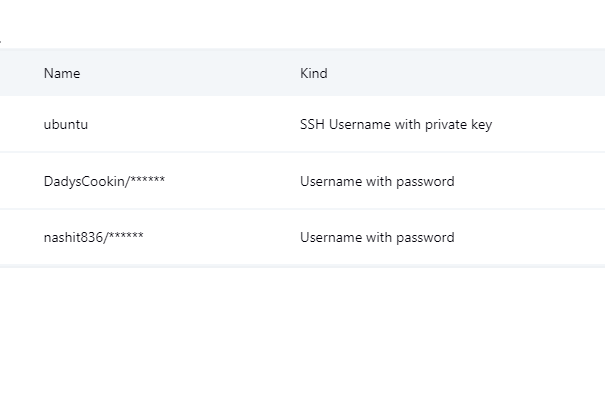 Name Kind
ubuntu SSH Username with private key
DadysCookin/****** Username with password
nashit836/****** Username with password